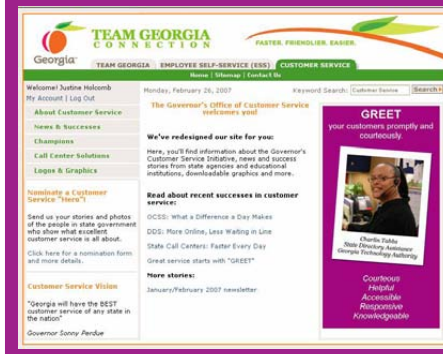 TEAM GEORGIA
CONNECTION
FASTER. FRIENDLIER. EASIER.
Georgia
TEAM GEORGIA
EMPLOYEE SELF-SERVICE (ESS)
CUSTOMER SERVICE
Home | Sitemap | Contact Us
Welcome! Justine Holcomb
My Account | Log Out
Monday, February 26, 2007
Keyword Search:
Customer Service
Search
About Customer Service
News & Successes
Champions
Call Center Solutions
Logos & Graphics
Nominate a Customer
Service "Hero"!
Send us your stories and photos
of the people in state government
who show what excellent
customer service is all about.
Click here for a nomination form
and more details.
Customer Service Vision
"Georgia will have the BEST
customer service of any state in
the nation"
Governor Sonny Perdue
The Governor's Office of Customer Service
welcomes you!
We've redesigned our site for you:
Here, you'll find information about the Governor's
Customer Service Initiative, news and success
stories from state agencies and educational
institutions, downloadable graphics and more.
Read about recent successes in customer
service:
OCSS: What a Difference a Day Makes
DDS: More Online, Less Waiting in Line
State Call Centers: Faster Every Day
Great service starts with "GREET"
More stories:
January/February 2007 newsletter
GREET
your customers promptly and
courteously.
Charlie Tubbs
State Directory Assistance
Georgia Technology Authority
Courteous
Helpful
Accessible
Responsive
Knowledgeable